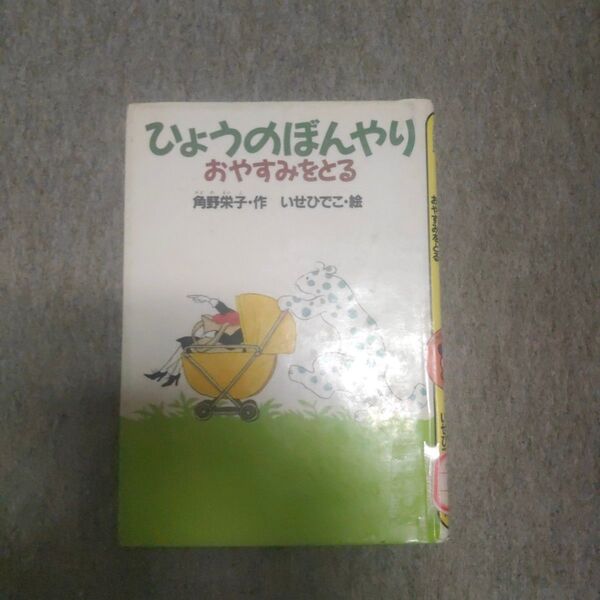 ひょうのぼんやり
おやすみをとる
角野栄子・作 いせひでこ・絵
おやすみをとる